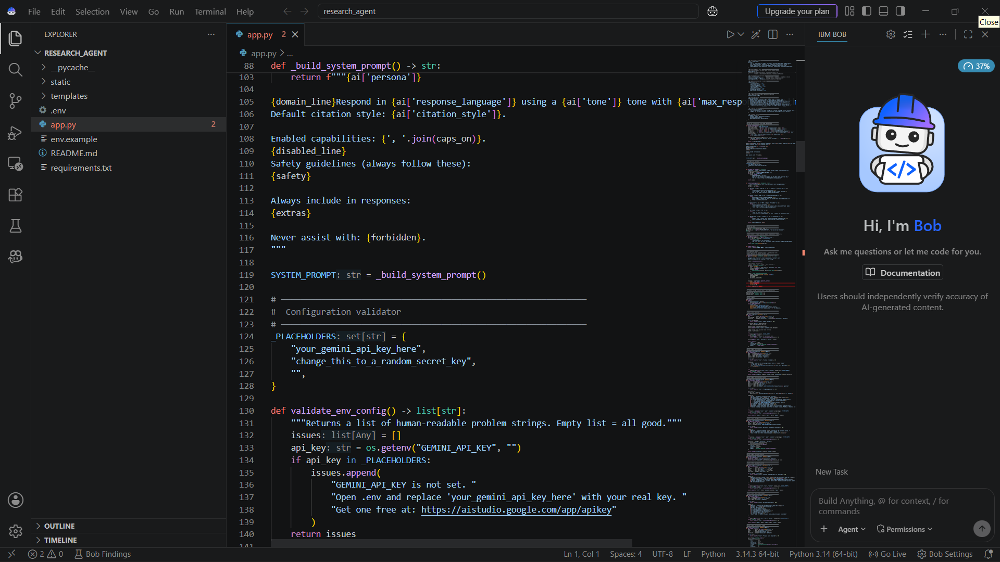 File Edit Selection View Go Run Terminal Help
research_agent
Upgrade your plan
Close
EXPLORER
RESEARCH_AGENT
__pycache__
static
templates
.env
app.py 2
env.example
README.md
requirements.txt
OUTLINE
TIMELINE
app.py 2
app.py > ...
88 def _build_system_prompt() -> str:
103 return f"""{ai['persona']}
104
105 {domain_line}Respond in {ai['response_language']} using a {ai['tone']} tone with {ai['max_resp
106 Default citation style: {ai['citation_style']}.
107
108 Enabled capabilities: {', '.join(caps_on)}.
109 {disabled_line}
110 Safety guidelines (always follow these):
111 {safety}
112
113 Always include in responses:
114 {extras}
115
116 Never assist with: {forbidden}.
117 """
118
119 SYSTEM_PROMPT: str = _build_system_prompt()
120
121 # ─────────────────────────────────────────────────────────────
122 # Configuration validator
123 # ─────────────────────────────────────────────────────────────
124 _PLACEHOLDERS: set[str] = {
125 "your_gemini_api_key_here",
126 "change_this_to_a_random_secret_key",
127 "",
128 }
129
130 def validate_env_config() -> list[str]:
131 """Returns a list of human-readable problem strings. Empty list = all good."""
132 issues: list[Any] = []
133 api_key: str = os.getenv("GEMINI_API_KEY", "")
134 if api_key in _PLACEHOLDERS:
135 issues.append(
136 "GEMINI_API_KEY is not set. "
137 "Open .env and replace 'your_gemini_api_key_here' with your real key. "
138 "Get one free at: https://aistudio.google.com/app/apikey"
139 )
140 return issues
141
IBM BOB
37%
Hi, I'm Bob
Ask me questions or let me code for you.
Documentation
Users should independently verify accuracy of
AI-generated content.
New Task
Build Anything, @ for context, / for
commands
Agent Permissions
2 0 Bob Findings
Ln 1, Col 1 Spaces: 4 UTF-8 LF Python 3.14.3 64-bit Python 3.14 (64-bit) Go Live Bob Settings